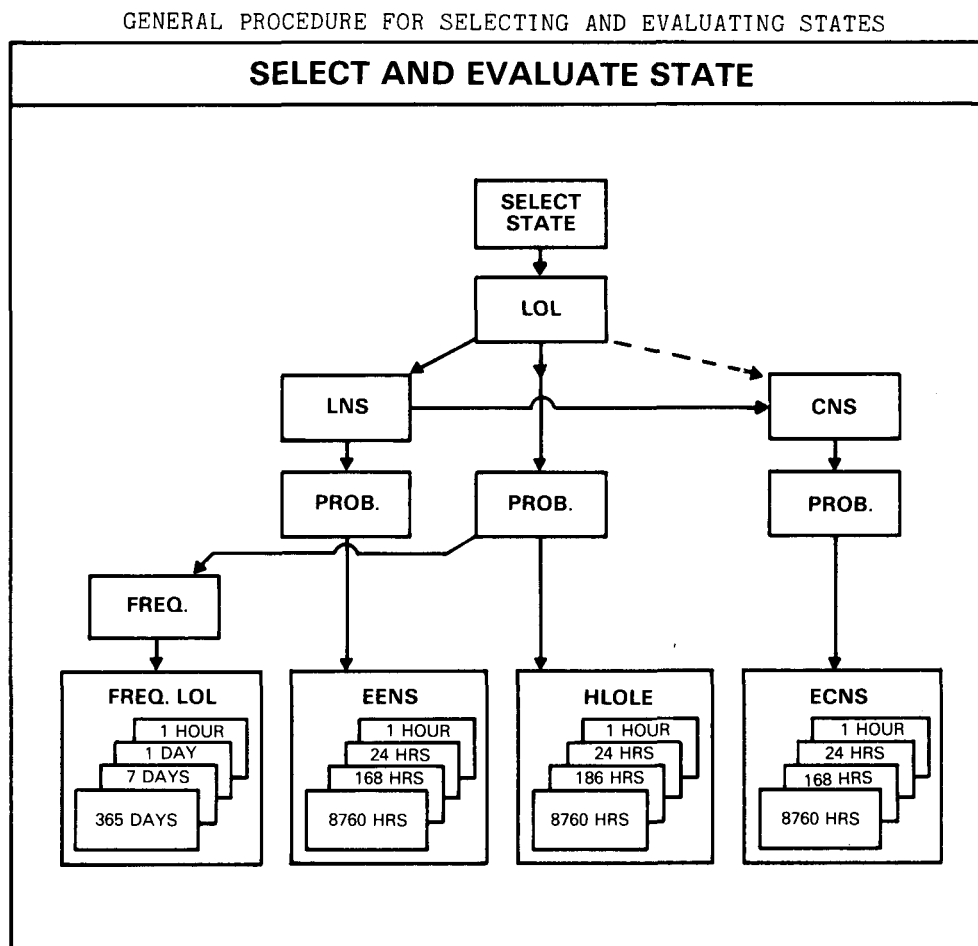 GENERAL PROCEDURE FOR SELECTING AND EVALUATING STATES
SELECT AND EVALUATE STATE
SELECT
STATE
LOL
LNS
CNS
PROB.
PROB.
PROB.
FREQ.
FREQ. LOL
1 HOUR
1 DAY
7 DAYS
365 DAYS
EENS
1 HOUR
24 HRS
168 HRS
8760 HRS
HLOLE
1 HOUR
24 HRS
186 HRS
8760 HRS
ECNS
1 HOUR
24 HRS
168 HRS
8760 HRS